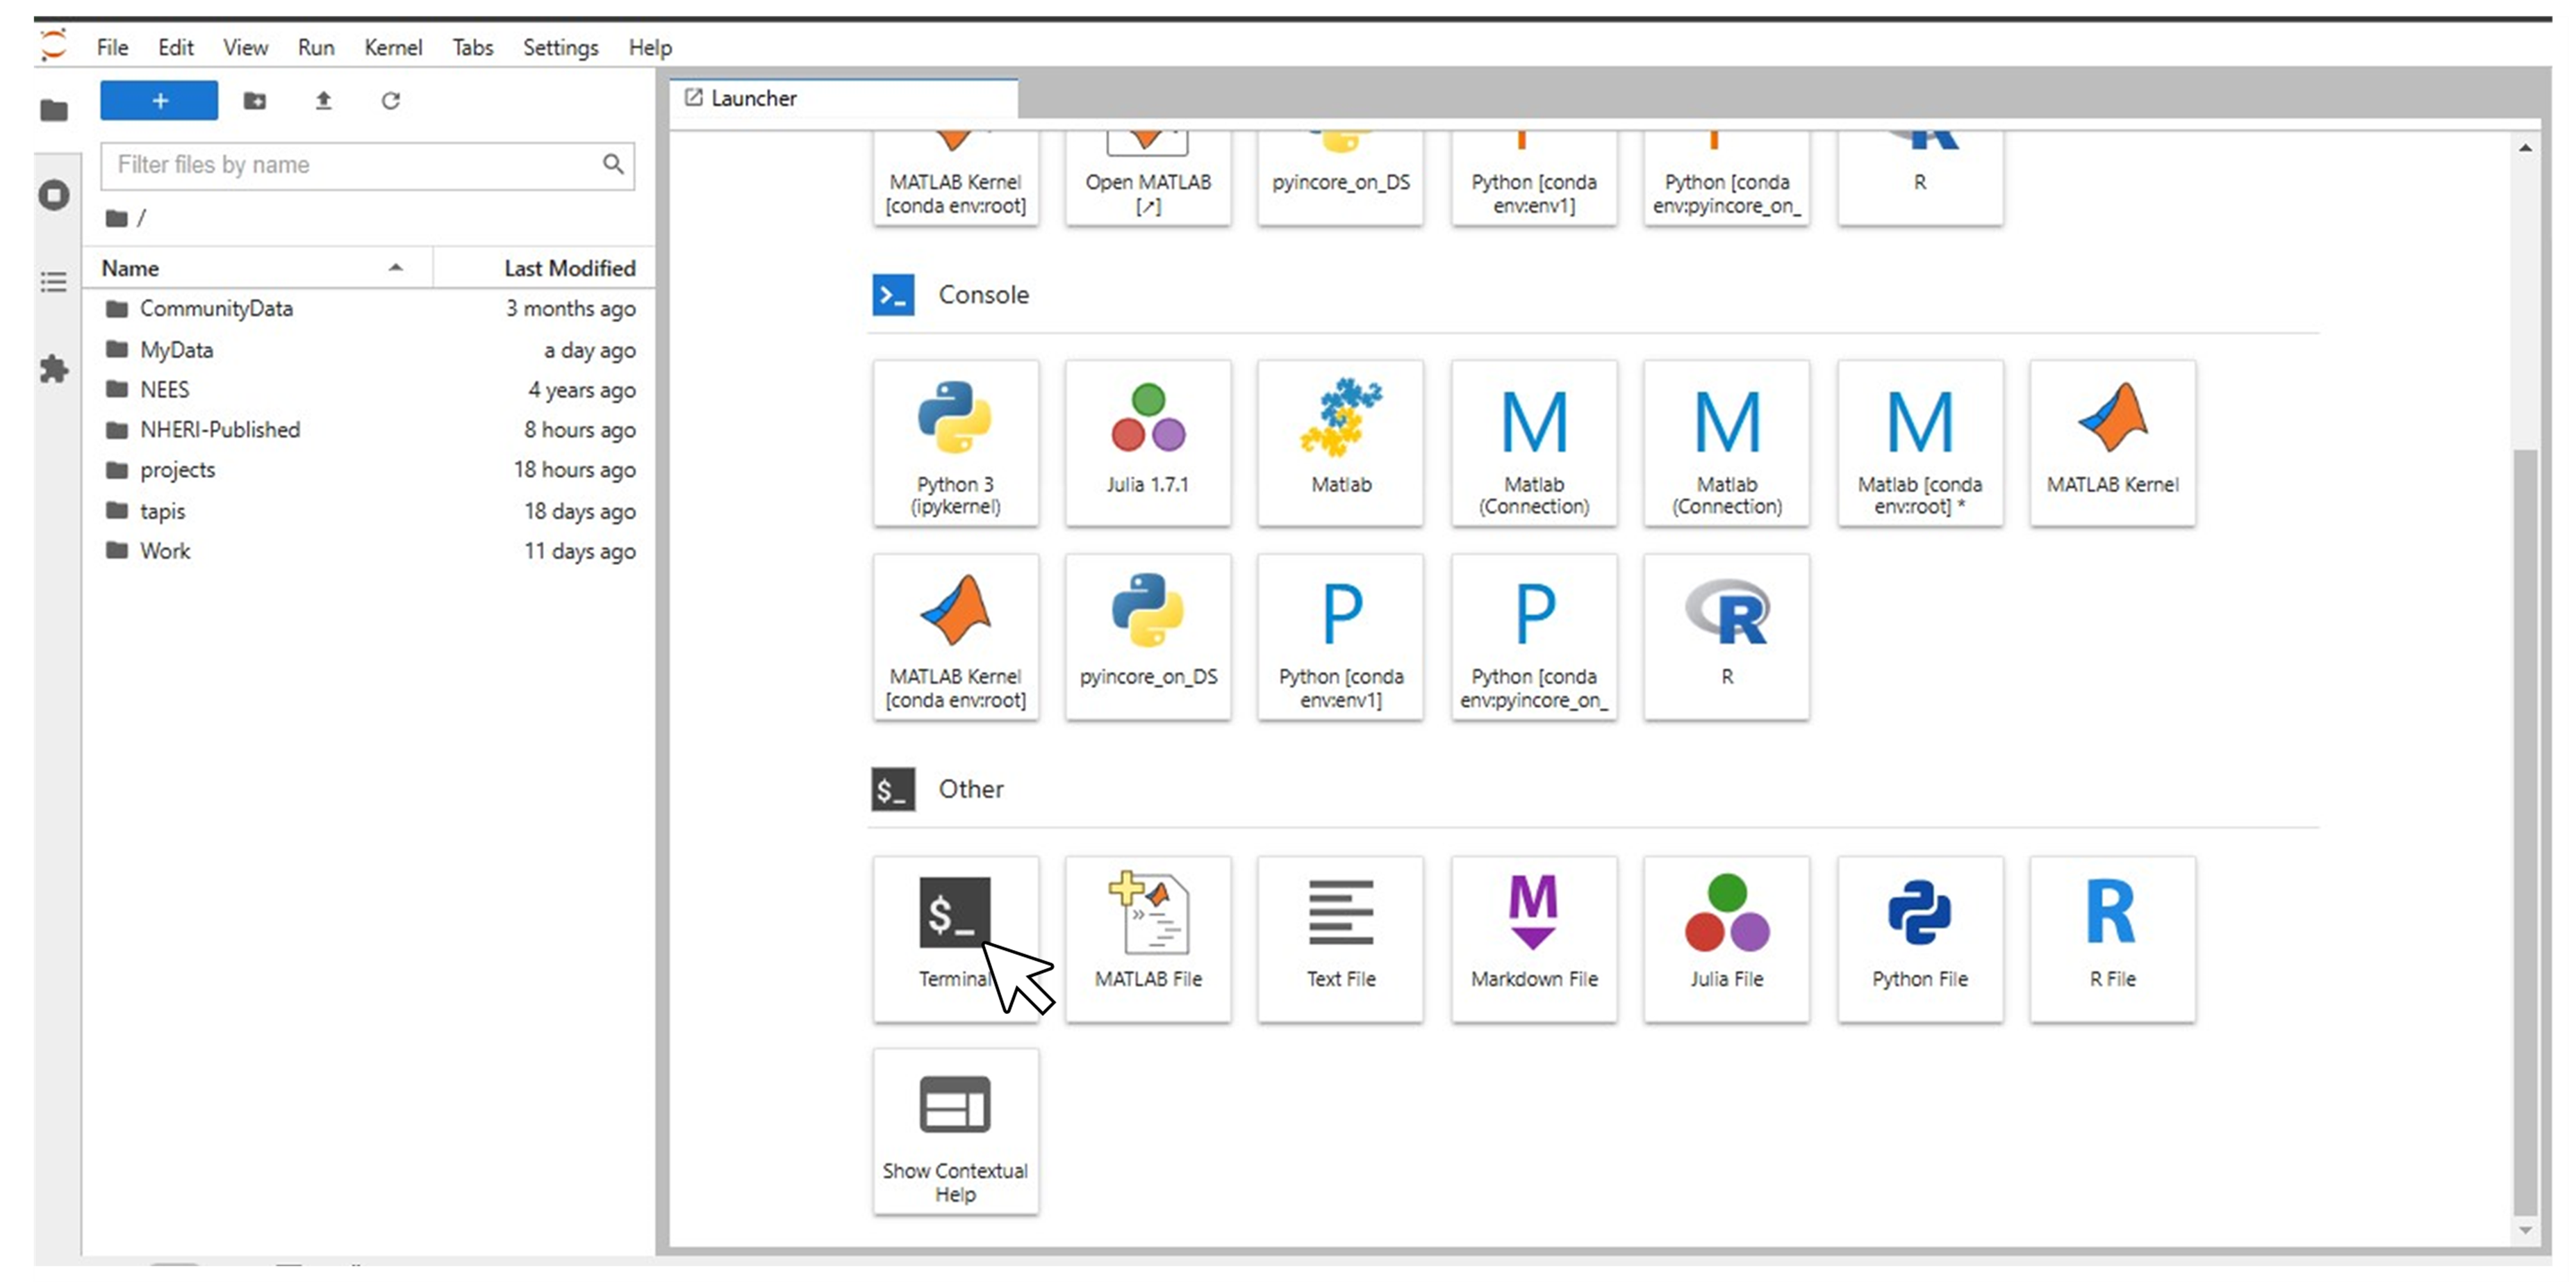 File Edit View Run Kernel Tabs Settings Help
+
Filter files by name
/
Name Last Modified
CommunityData 3 months ago
MyData a day ago
NEES 4 years ago
NHERI-Published 8 hours ago
projects 18 hours ago
tapis 18 days ago
Work 11 days ago
Launcher
MATLAB Kernel
[conda env:root]
Open MATLAB
[↗]
pyincore_on_DS
Python [conda
env:env1]
Python [conda
env:pyincore_on_
R
Console
Python 3
(ipykernel)
Julia 1.7.1
Matlab
M
Matlab
(Connection)
M
Matlab
(Connection)
M
Matlab [conda
env:root] *
MATLAB Kernel
MATLAB Kernel
[conda env:root]
pyincore_on_DS
P
Python [conda
env:env1]
P
Python [conda
env:pyincore_on_
R
R
$_ Other
$_
Terminal
MATLAB File
Text File
M
Markdown File
Julia File
Python File
R
R File
Show Contextual
Help